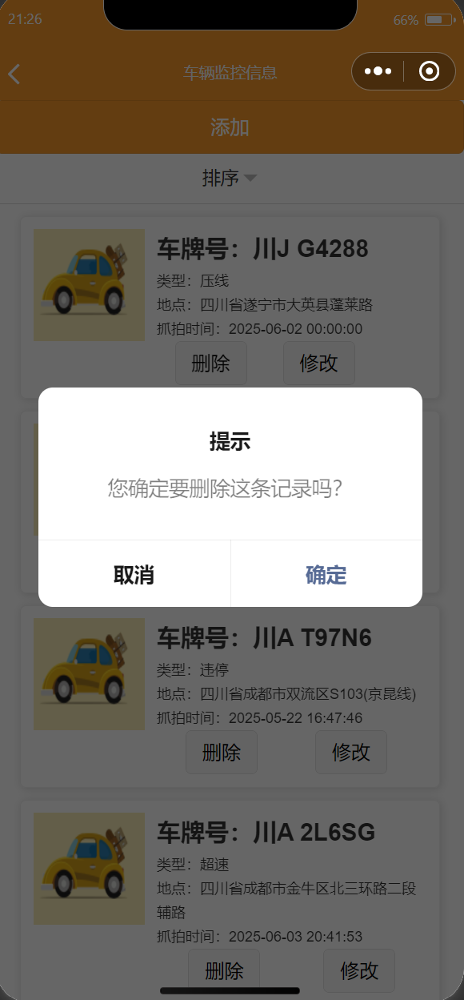 21:26
66%
车辆监控信息
添加
排序
车牌号：川J G4288
类型：压线
地点：四川省遂宁市大英县蓬莱路
抓拍时间：2025-06-02 00:00:00
删除 修改
提示
您确定要删除这条记录吗?
取消 确定
车牌号：川A T97N6
类型：违停
地点：四川省成都市双流区S103(京昆线)
抓拍时间：2025-05-22 16:47:46
删除 修改
车牌号：川A 2L6SG
类型：超速
地点：四川省成都市金牛区北三环路二段
辅路
抓拍时间：2025-06-03 20:41:53
删除 修改